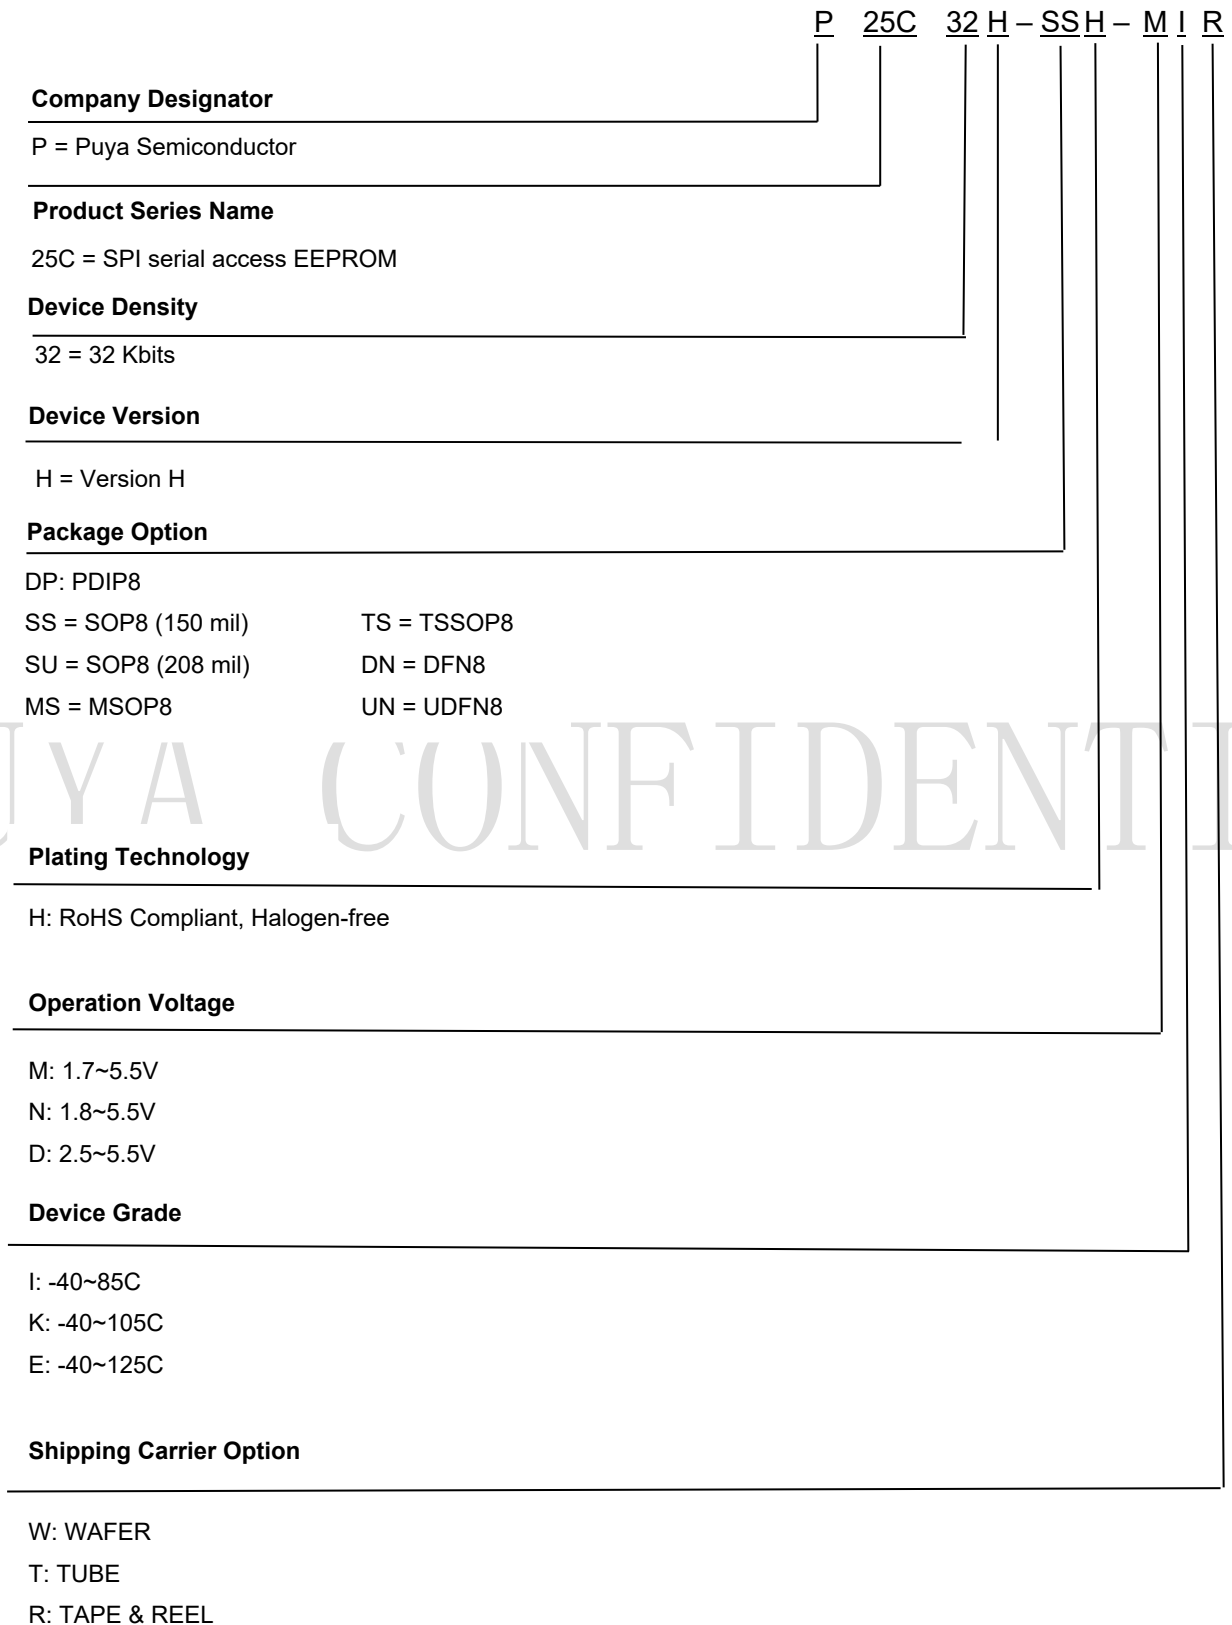 P 25C 32 H – SS H – M I R
Company Designator
P = Puya Semiconductor
Product Series Name
25C = SPI serial access EEPROM
Device Density
32 = 32 Kbits
Device Version
H = Version H
Package Option
DP: PDIP8
SS = SOP8 (150 mil) TS = TSSOP8
SU = SOP8 (208 mil) DN = DFN8
MS = MSOP8 UN = UDFN8
UYA CONFIDENTI
Plating Technology
H: RoHS Compliant, Halogen-free
Operation Voltage
M: 1.7~5.5V
N: 1.8~5.5V
D: 2.5~5.5V
Device Grade
I: -40~85C
K: -40~105C
E: -40~125C
Shipping Carrier Option
W: WAFER
T: TUBE
R: TAPE & REEL